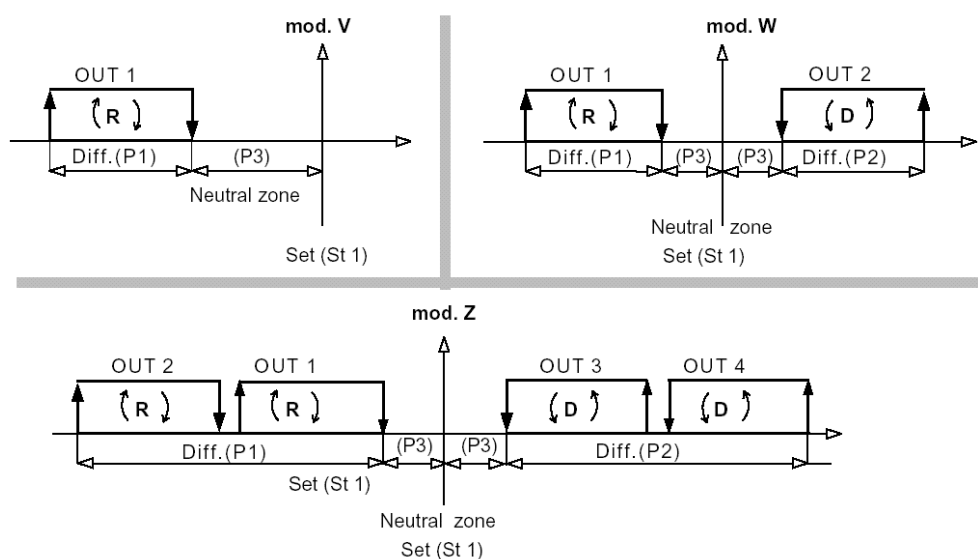 mod. V
OUT 1
R
Diff.(P1)
(P3)
Neutral zone
Set (St 1)
mod. W
OUT 1
OUT 2
R
D
Diff.(P1)
(P3)
(P3)
Diff.(P2)
Neutral zone
Set (St 1)
mod. Z
OUT 2
OUT 1
OUT 3
OUT 4
R
R
D
D
Diff.(P1)
(P3)
(P3)
Diff.(P2)
Set (St 1)
Neutral zone
Set (St 1)